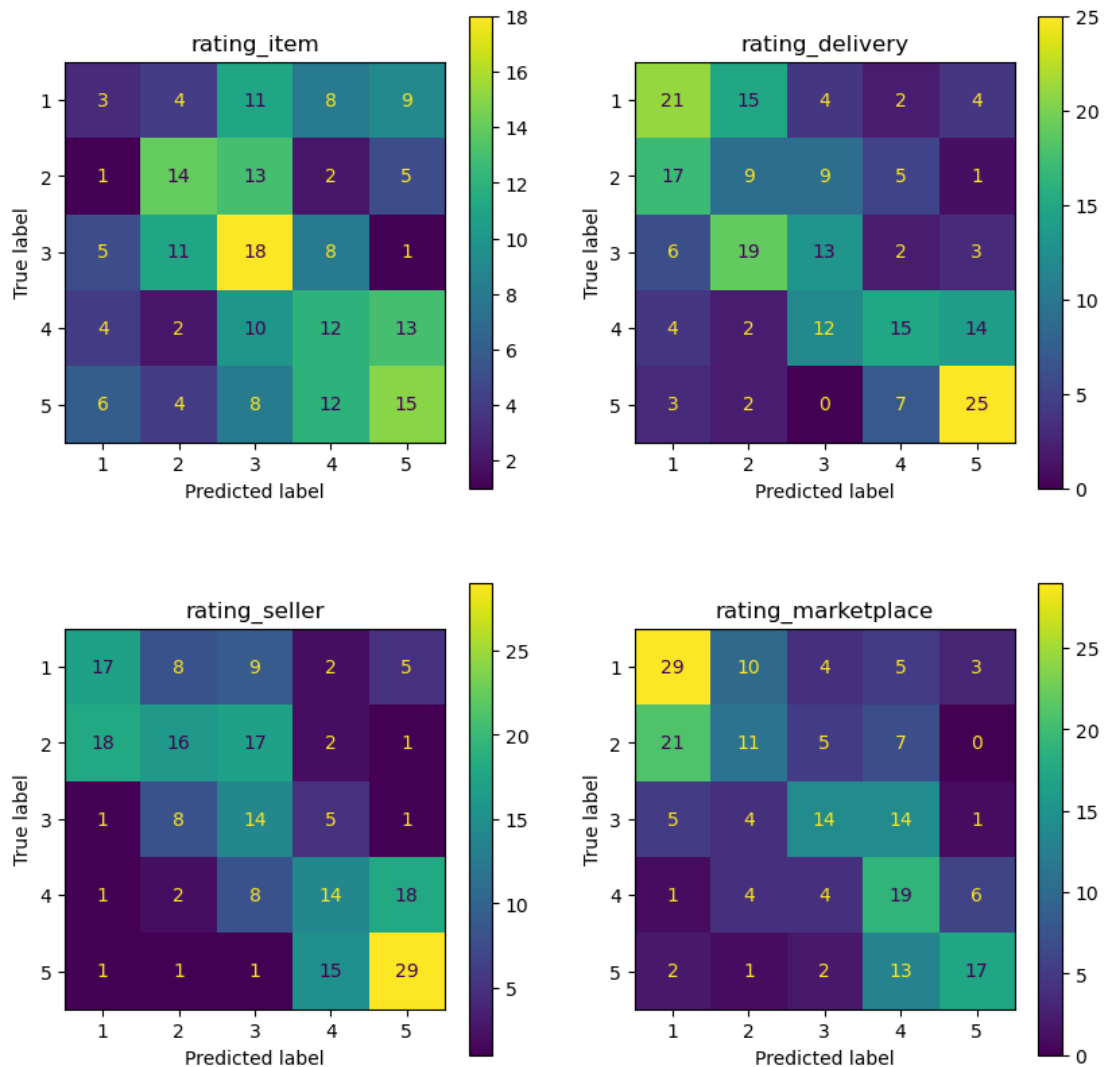 rating_item
True label
1 3 4 11 8 9
2 1 14 13 2 5
3 5 11 18 8 1
4 4 2 10 12 13
5 6 4 8 12 15
1 2 3 4 5
Predicted label
18
16
14
12
10
8
6
4
2
rating_delivery
True label
1 21 15 4 2 4
2 17 9 9 5 1
3 6 19 13 2 3
4 4 2 12 15 14
5 3 2 0 7 25
1 2 3 4 5
Predicted label
25
20
15
10
5
0
rating_seller
True label
1 17 8 9 2 5
2 18 16 17 2 1
3 1 8 14 5 1
4 1 2 8 14 18
5 1 1 1 15 29
1 2 3 4 5
Predicted label
25
20
15
10
5
rating_marketplace
True label
1 29 10 4 5 3
2 21 11 5 7 0
3 5 4 14 14 1
4 1 4 4 19 6
5 2 1 2 13 17
1 2 3 4 5
Predicted label
25
20
15
10
5
0